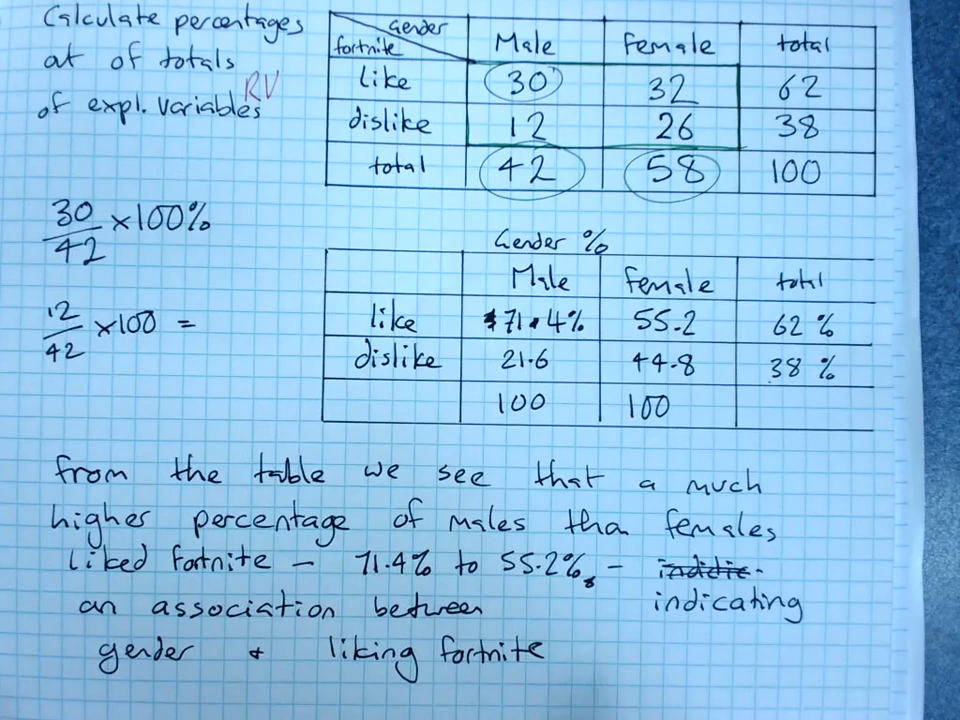 Calculate percentages
at of totals
of expl. variables RV
Gender
fortnite Male Female total
like 30 32 62
dislike 12 26 38
total 42 58 100
30/42 ×100%
12/42 ×100 =
Gender %
Male Female total
like 71.4% 55.2 62 %
dislike 21.6 44.8 38 %
100 100
from the table we see that a much
higher percentage of males than females
liked fortnite – 71.4% to 55.2%, – indidic-
an association between indicating
gender & liking fortnite